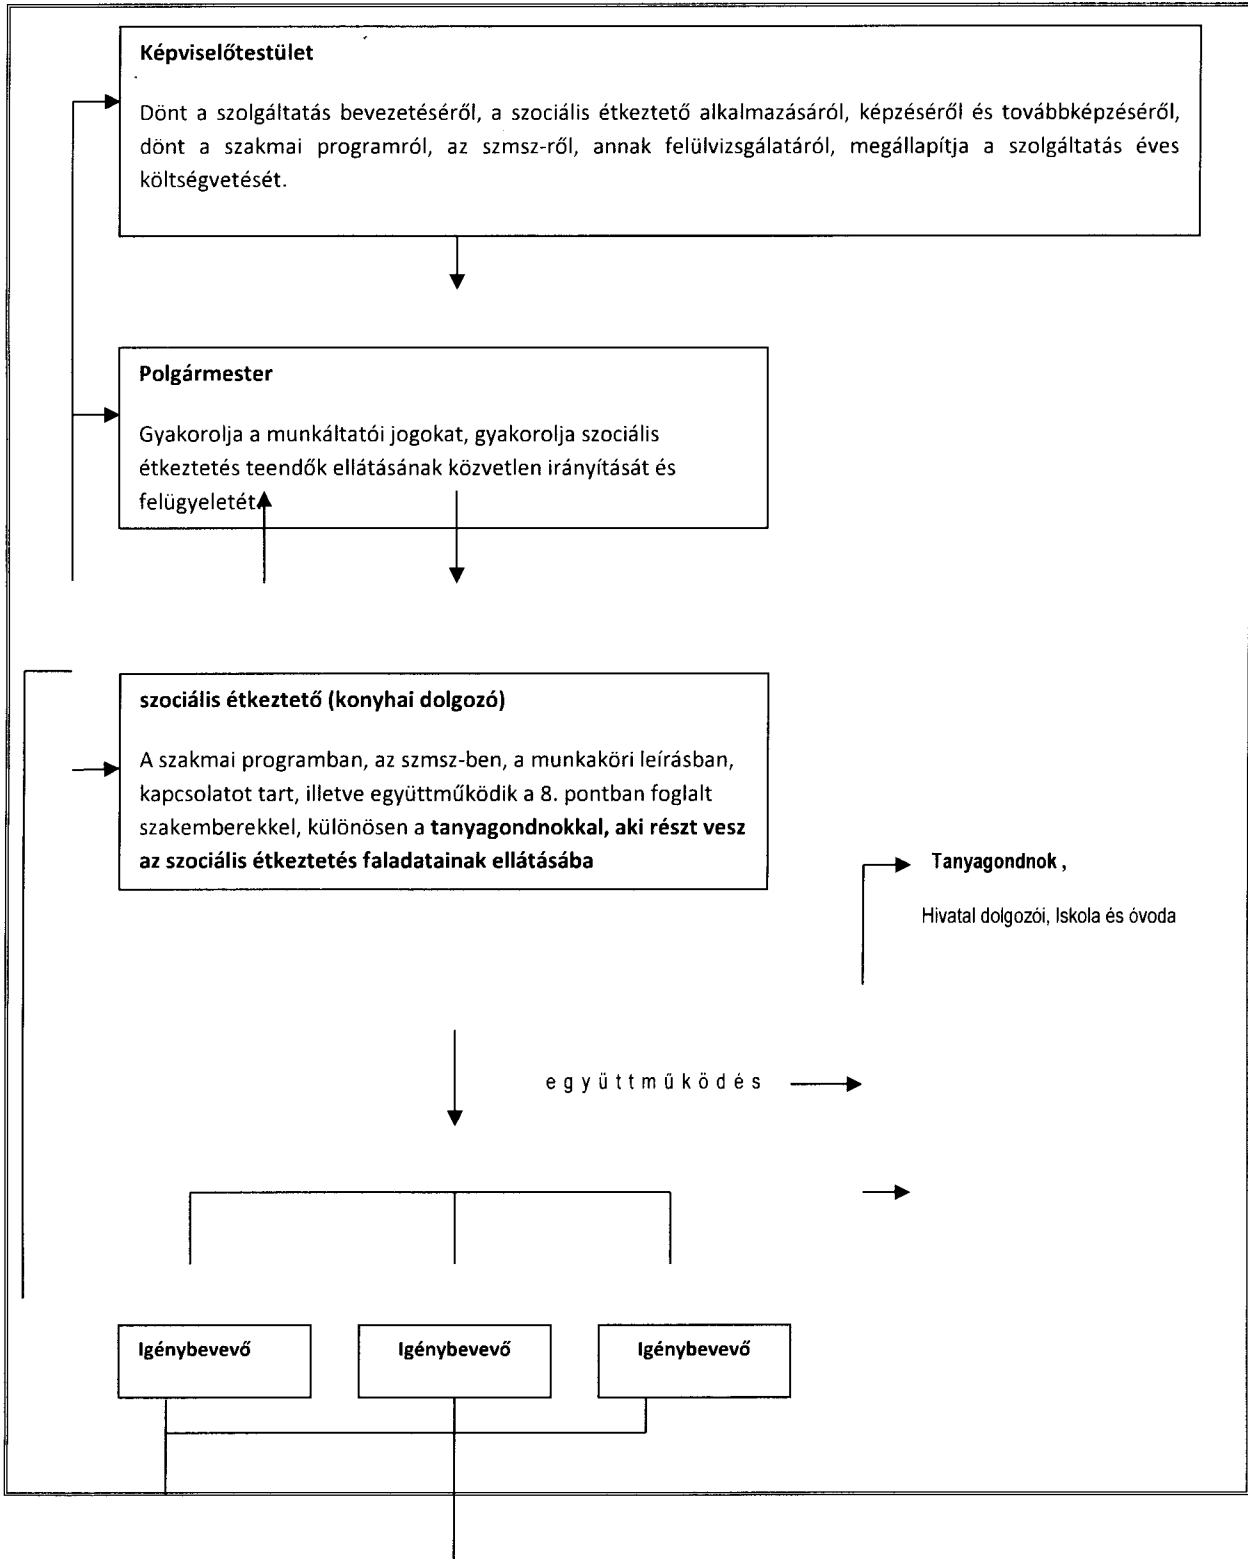 Képviselőtestület
Dönt a szolgáltatás bevezetéséről, a szociális étkeztető alkalmazásáról, képzéséről és továbbképzéséről,
dönt a szakmai programról, az szmsz-ről, annak felülvizsgálatáról, megállapítja a szolgáltatás éves
költségvetését.
Polgármester
Gyakorolja a munkáltatói jogokat, gyakorolja szociális
étkeztetés teendők ellátásának közvetlen irányítását és
felügyeletét.
szociális étkeztető (konyhai dolgozó)
A szakmai programban, az szmsz-ben, a munkaköri leírásban,
kapcsolatot tart, illetve együttműködik a 8. pontban foglalt
szakemberekkel, különösen a tanyagondnokkal, aki részt vesz
az szociális étkeztetés faladatainak ellátásába
Tanyagondnok ,
Hivatal dolgozói, Iskola és óvoda
együttműködés
Igénybevevő
Igénybevevő
Igénybevevő